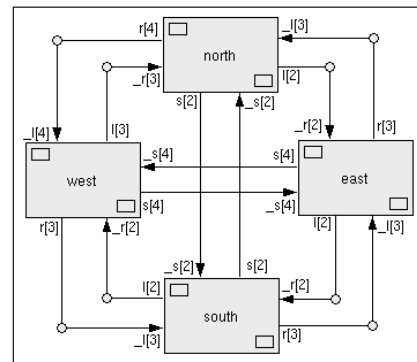 r[4]
_l[3]
north
_r[3]
l[2]
s[2]
_s[2]
_l[4]
l[3]
_r[2]
r[3]
_s[4]
s[4]
west
east
s[4]
_s[4]
r[3]
_r[2]
l[2]
_l[3]
_s[2]
s[2]
l[2]
_r[2]
south
_l[3]
r[3]